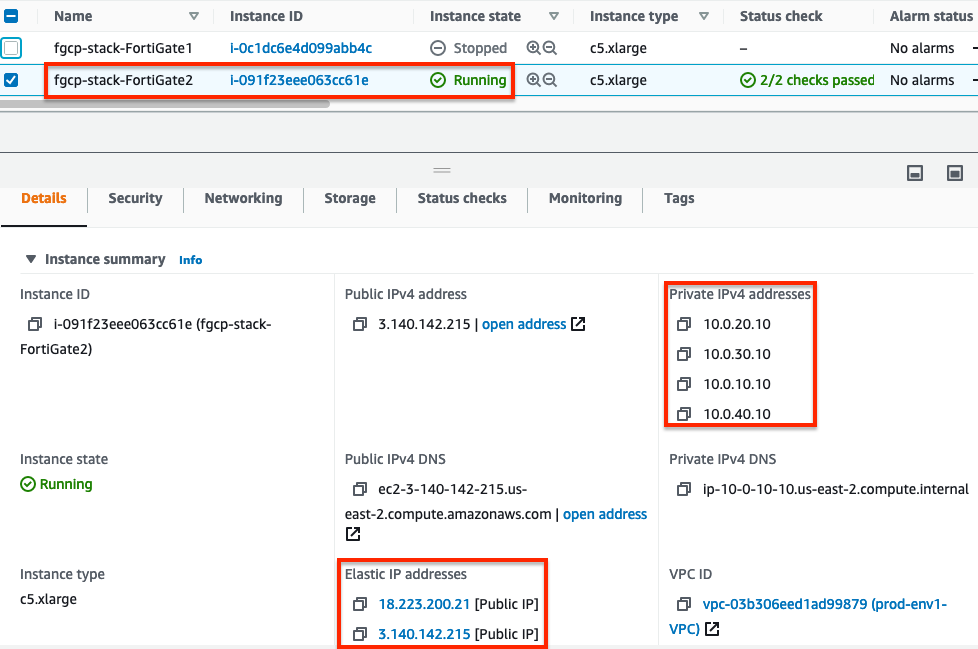 Name Instance ID Instance state Instance type Status check Alarm status
fgcp-stack-FortiGate1 i-0c1dc6e4d099abb4c Stopped c5.xlarge – No alarms
fgcp-stack-FortiGate2 i-091f23eee063cc61e Running c5.xlarge 2/2 checks passed No alarms
Details Security Networking Storage Status checks Monitoring Tags
Instance summary Info
Instance ID Public IPv4 address Private IPv4 addresses
i-091f23eee063cc61e (fgcp-stack- 3.140.142.215 | open address 10.0.20.10
FortiGate2) 10.0.30.10
10.0.10.10
10.0.40.10
Instance state Public IPv4 DNS Private IPv4 DNS
Running ec2-3-140-142-215.us- ip-10-0-10-10.us-east-2.compute.internal
east-2.compute.amazonaws.com | open address
Instance type Elastic IP addresses VPC ID
c5.xlarge 18.223.200.21 [Public IP] vpc-03b306eed1ad99879 (prod-env1-
3.140.142.215 [Public IP] VPC)